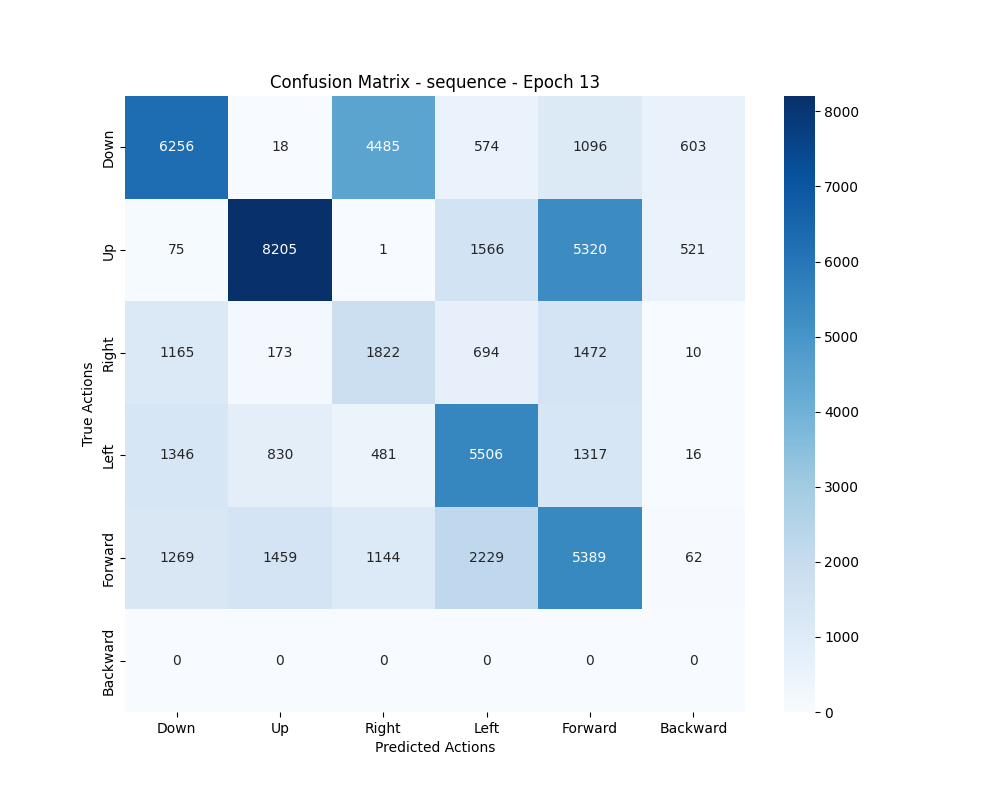 Confusion Matrix - sequence - Epoch 13
Down 6256 18 4485 574 1096 603
Up 75 8205 1 1566 5320 521
Right 1165 173 1822 694 1472 10
Left 1346 830 481 5506 1317 16
Forward 1269 1459 1144 2229 5389 62
Backward 0 0 0 0 0 0
Down Up Right Left Forward Backward
Predicted Actions
True Actions
8000
7000
6000
5000
4000
3000
2000
1000
0